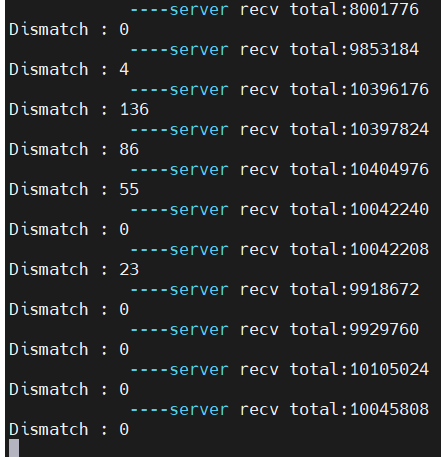 ----server recv total:8001776
Dismatch : 0
----server recv total:9853184
Dismatch : 4
----server recv total:10396176
Dismatch : 136
----server recv total:10397824
Dismatch : 86
----server recv total:10404976
Dismatch : 55
----server recv total:10042240
Dismatch : 0
----server recv total:10042208
Dismatch : 23
----server recv total:9918672
Dismatch : 0
----server recv total:9929760
Dismatch : 0
----server recv total:10105024
Dismatch : 0
----server recv total:10045808
Dismatch : 0